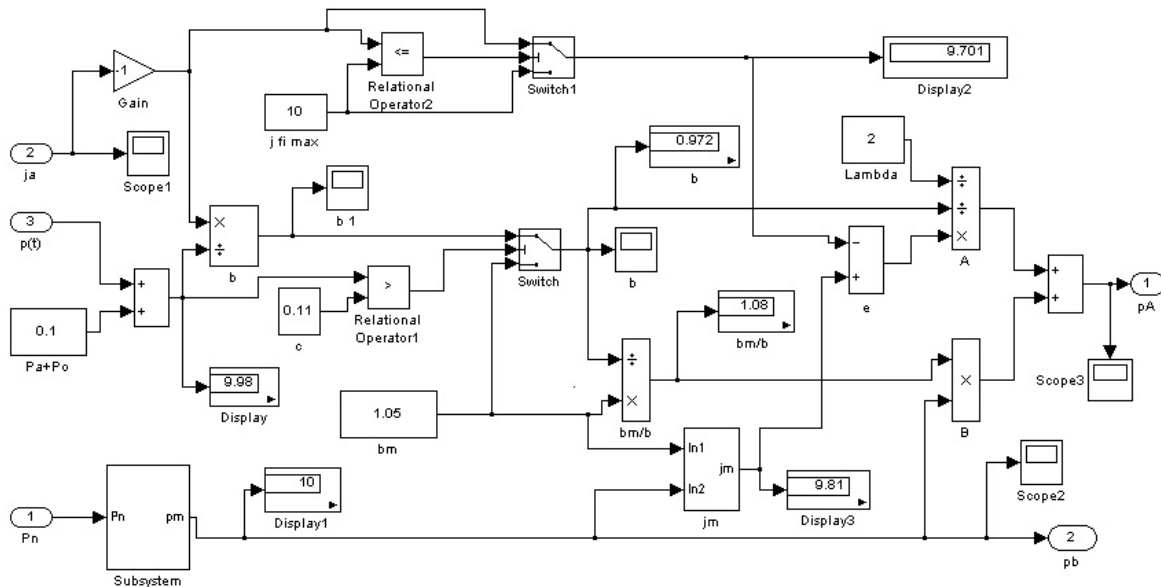 -1
Gain
<=
Relational
Operator2
Switch1
9.701
Display2
10
j fi max
2
ja
Scope1
0.972
b
2
Lambda
3
p(t)
×
÷
b
b 1
Switch
b
−
+
e
÷
÷
×
A
+
+
0.1
Pa+Po
0.11
c
>
Relational
Operator1
1.08
bm/b
+
+
1
pA
Scope3
9.98
Display
1.05
bm
÷
×
bm/b
×
B
1
Pn
Pn
pm
Subsystem
10
Display1
In1
In2
jm
jm
9.81
Display3
Scope2
2
pb